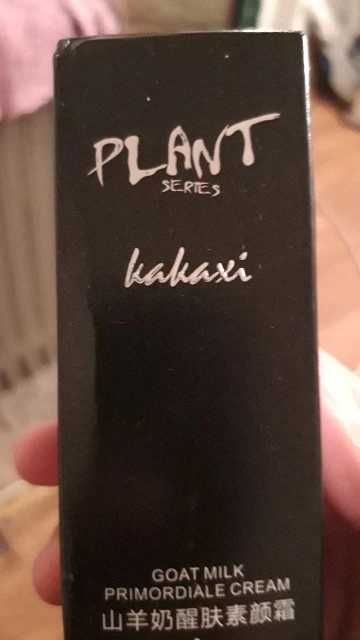 PLANT
SERIES
kakaxi
GOAT MILK
PRIMORDIALE CREAM
山羊奶醒肤素颜霜